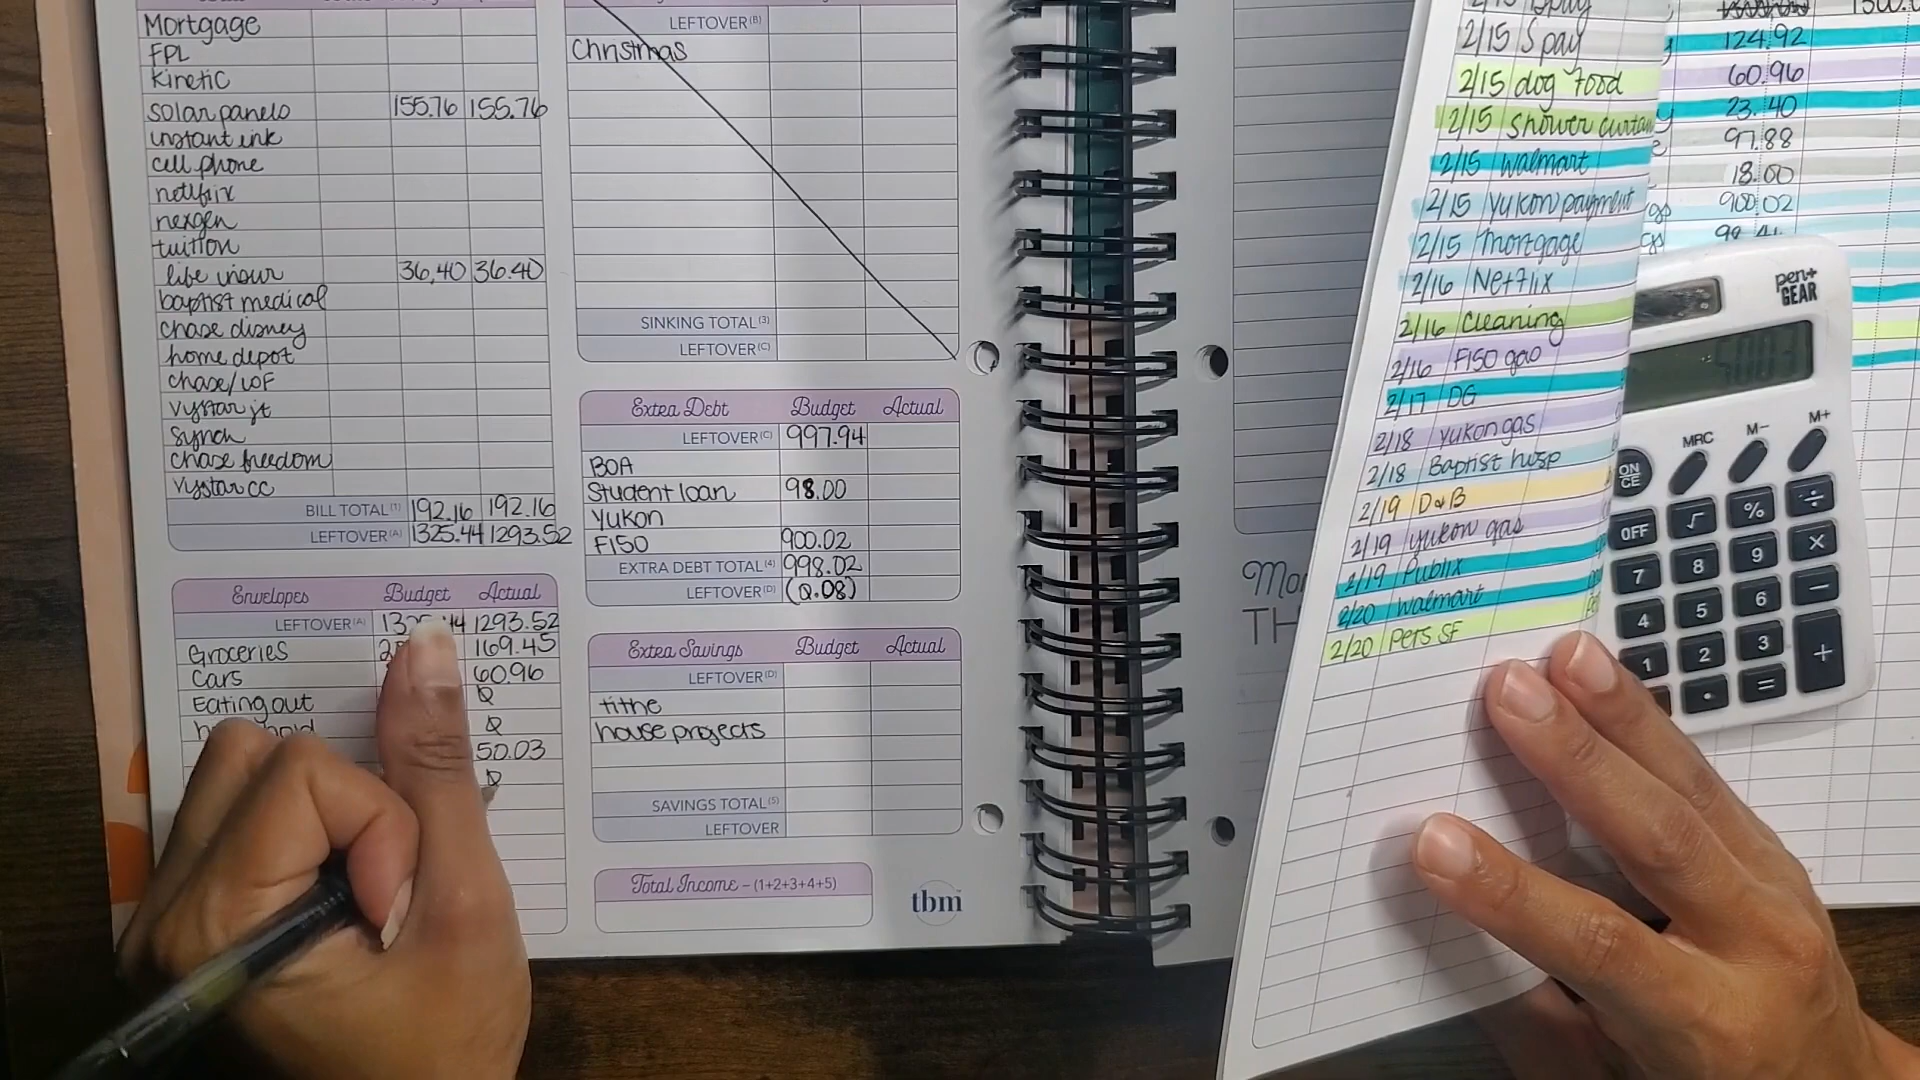 Mortgage
FPL
Kinetic
Solar panels 155.76 155.76
instant ink
cell phone
netflix
nexgen
tuition
life insur 36.40 36.40
baptist medical
chase disney
home depot
chase/LOF
Vystar jt
Synch
Chase freedom
Vystar cc
BILL TOTAL (1) 192.16 192.16
LEFTOVER (A) 1325.44 1293.52
Envelopes Budget Actual
LEFTOVER (A) 1293.52
Groceries 169.45
Cars 60.96
Eating out
50.03
LEFTOVER (B)
Christmas
SINKING TOTAL (3)
LEFTOVER (C)
Extra Debt Budget Actual
LEFTOVER (C) 997.94
BOA
Student loan 98.00
Yukon
F150 900.02
EXTRA DEBT TOTAL (4) 998.02
LEFTOVER (D) (0.08)
Extra Savings Budget Actual
LEFTOVER (D)
tithe
house projects
SAVINGS TOTAL (5)
LEFTOVER
Total Income – (1+2+3+4+5)
tbm
TH
2/15 S pay
2/15 dog food
2/15 Shower curtain
2/15 Walmart
2/15 Yukon payment
2/15 Mortgage
2/16 Netflix
2/16 Cleaning
2/16 F150 gas
2/17 DG
2/18 Yukon gas
2/18 Baptist hosp
2/19 D&B
2/19 Yukon gas
2/19 Publix
2/20 Walmart
2/20 Pets SF
124.92
60.96
23.40
97.88
18.00
900.02
pen+
GEAR
MRC M- M+
ON
CE √ % ÷
OFF 7 8 9 ×
4 5 6 −
1 2 3 +
. =